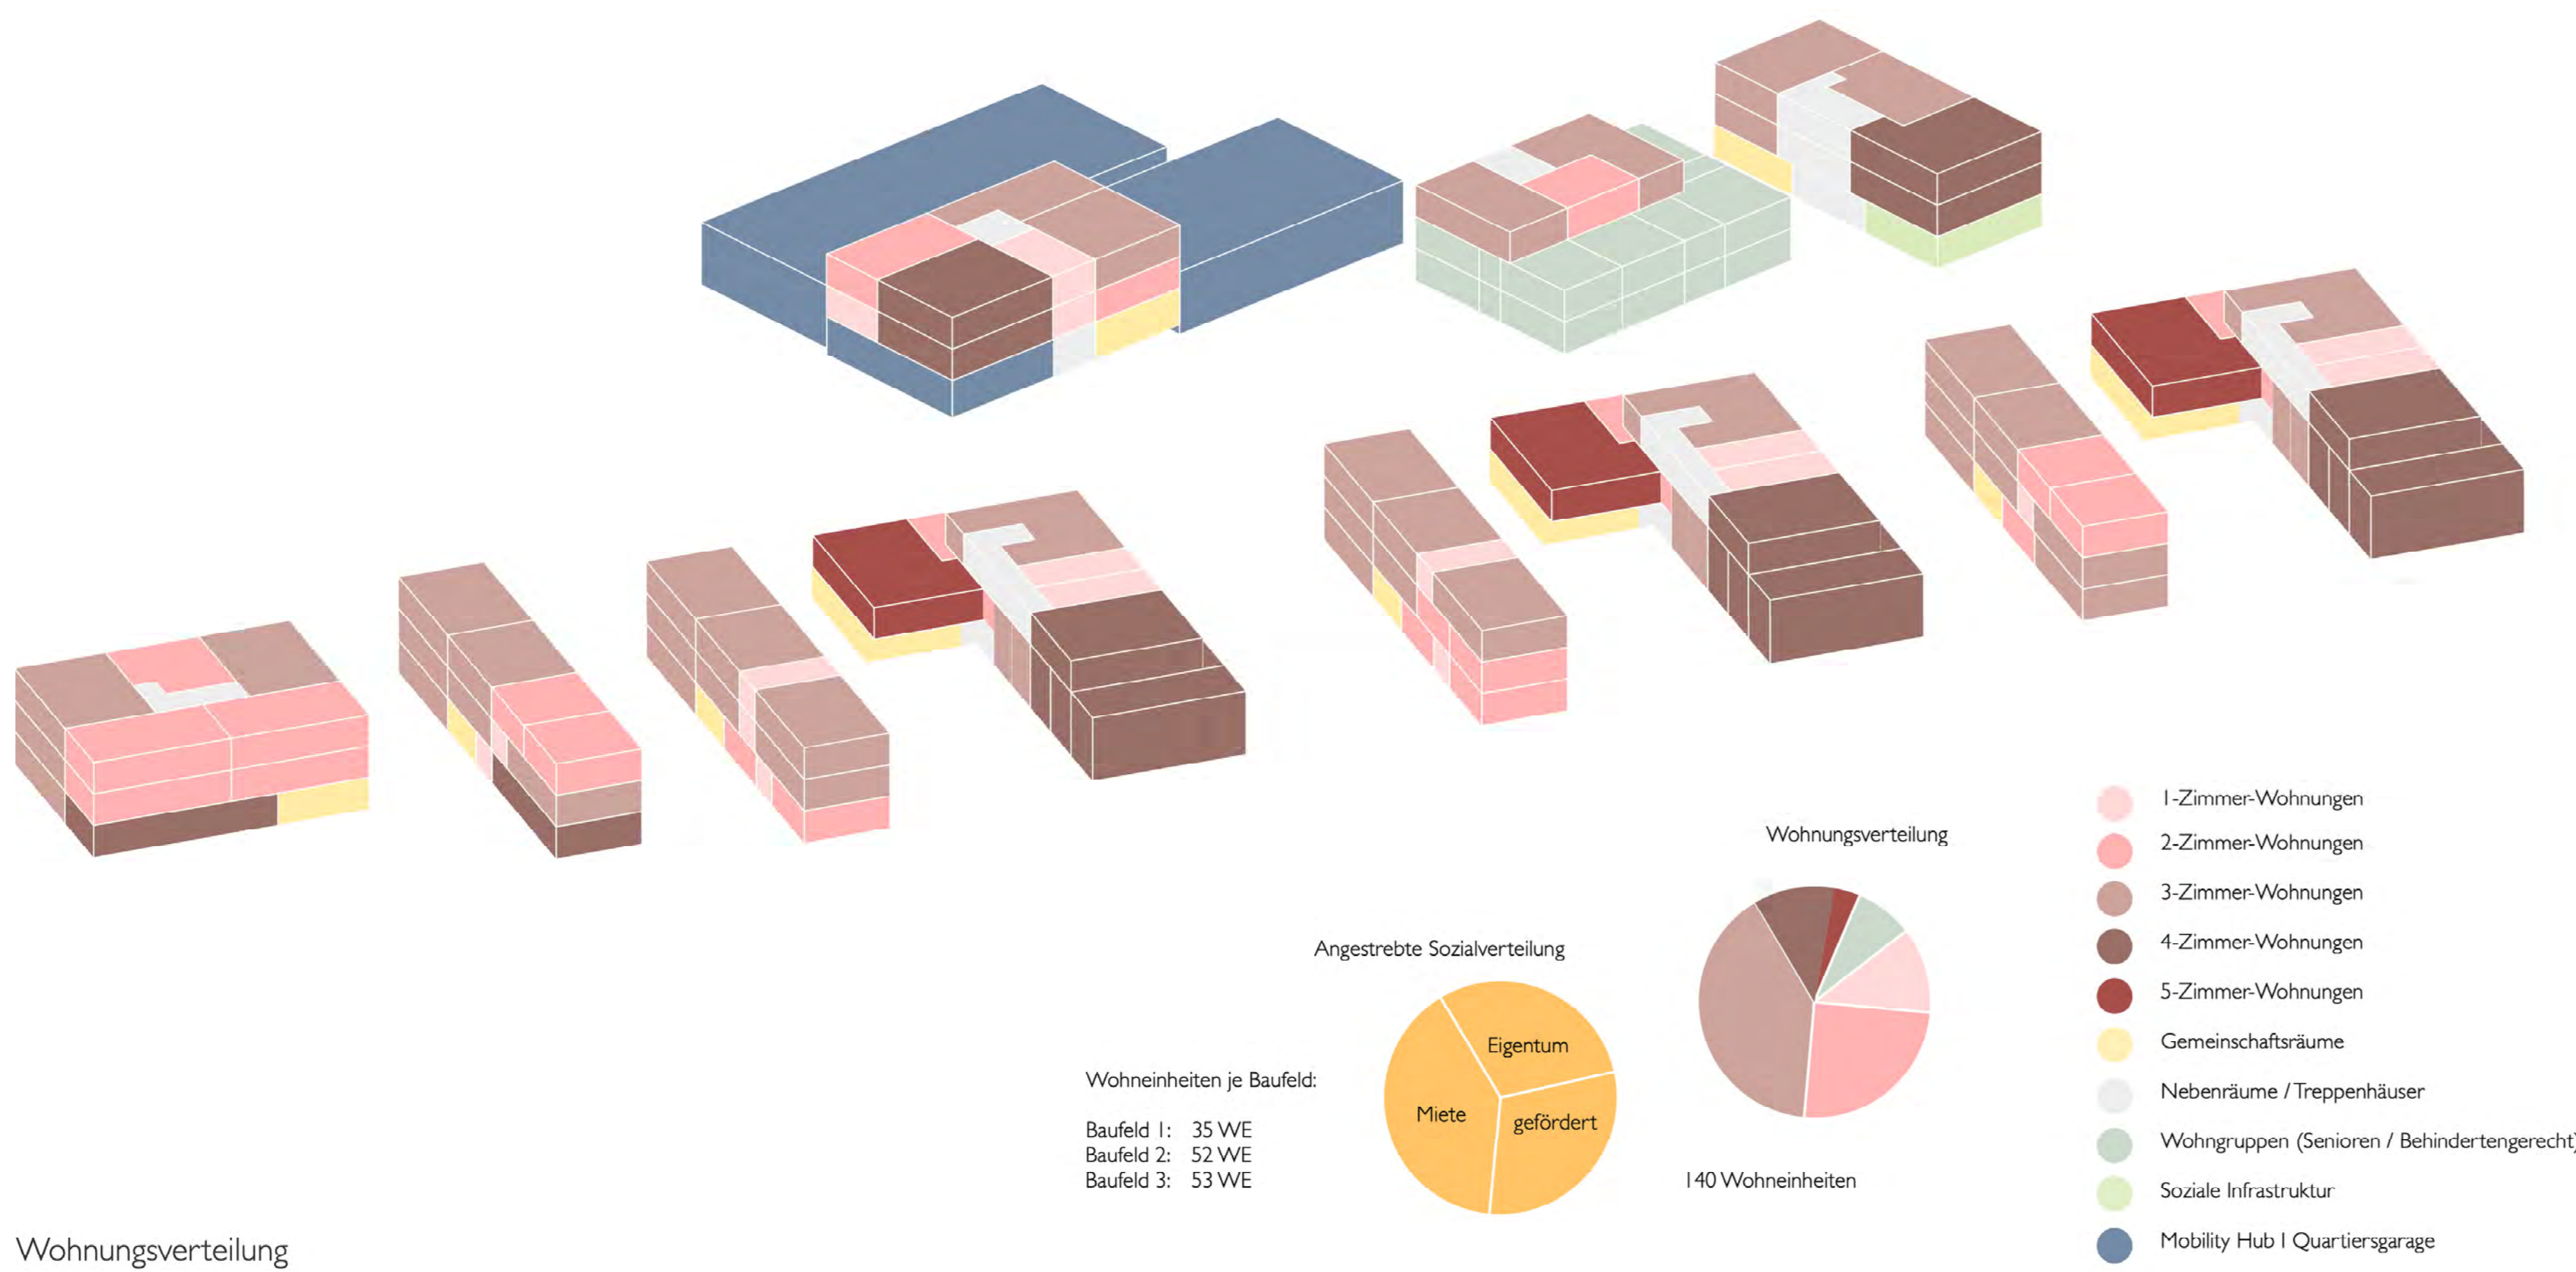 Wohnungsverteilung
1-Zimmer-Wohnungen
2-Zimmer-Wohnungen
3-Zimmer-Wohnungen
4-Zimmer-Wohnungen
5-Zimmer-Wohnungen
Gemeinschaftsräume
Nebenräume / Treppenhäuser
Wohngruppen (Senioren / Behindertengerecht)
Soziale Infrastruktur
Mobility Hub I Quartiersgarage
Angestrebte Sozialverteilung
Eigentum
Miete
gefördert
Wohneinheiten je Baufeld:
Baufeld 1: 35 WE
Baufeld 2: 52 WE
Baufeld 3: 53 WE
140 Wohneinheiten
Wohnungsverteilung